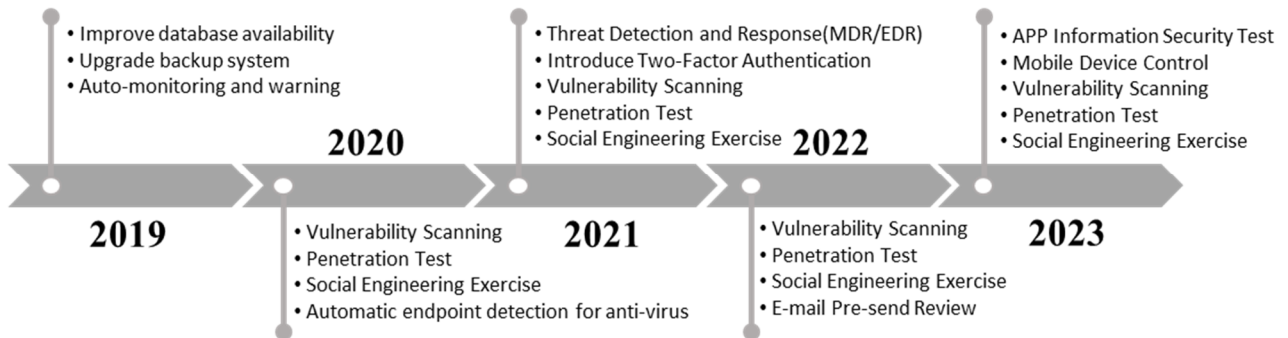 2019
• Improve database availability
• Upgrade backup system
• Auto-monitoring and warning
2020
• Vulnerability Scanning
• Penetration Test
• Social Engineering Exercise
• Automatic endpoint detection for anti-virus
2021
• Threat Detection and Response(MDR/EDR)
• Introduce Two-Factor Authentication
• Vulnerability Scanning
• Penetration Test
• Social Engineering Exercise
2022
• Vulnerability Scanning
• Penetration Test
• Social Engineering Exercise
• E-mail Pre-send Review
2023
• APP Information Security Test
• Mobile Device Control
• Vulnerability Scanning
• Penetration Test
• Social Engineering Exercise